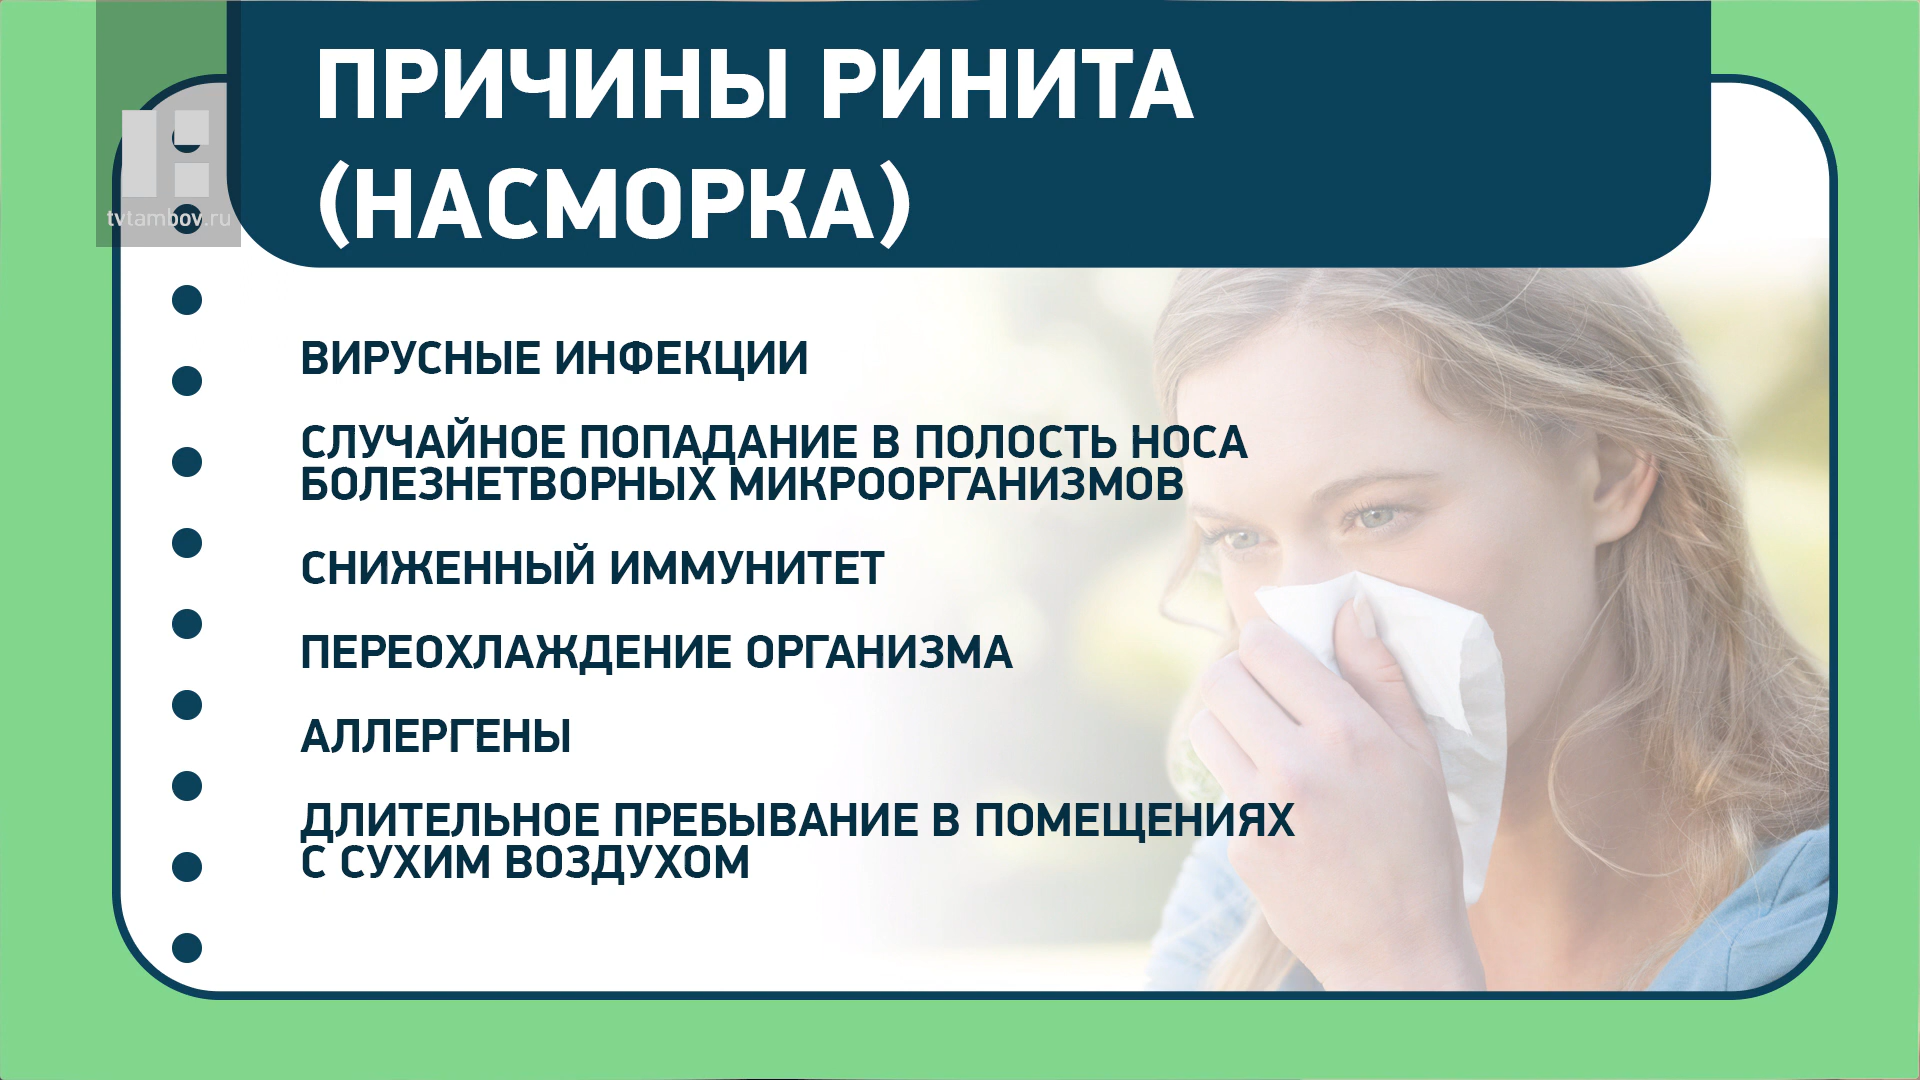 ПРИЧИНЫ РИНИТА
(НАСМОРКА)
tvtambov.ru
ВИРУСНЫЕ ИНФЕКЦИИ
СЛУЧАЙНОЕ ПОПАДАНИЕ В ПОЛОСТЬ НОСА
БОЛЕЗНЕТВОРНЫХ МИКРООРГАНИЗМОВ
СНИЖЕННЫЙ ИММУНИТЕТ
ПЕРЕОХЛАЖДЕНИЕ ОРГАНИЗМА
АЛЛЕРГЕНЫ
ДЛИТЕЛЬНОЕ ПРЕБЫВАНИЕ В ПОМЕЩЕНИЯХ
С СУХИМ ВОЗДУХОМ